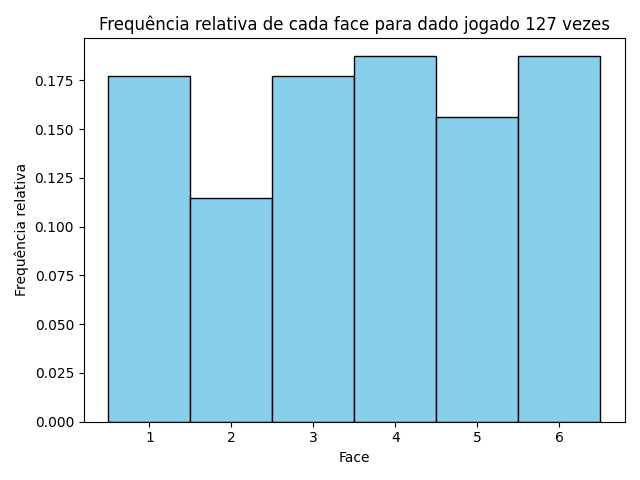 Frequência relativa de cada face para dado jogado 127 vezes
Frequência relativa
0.175
0.150
0.125
0.100
0.075
0.050
0.025
0.000
1 2 3 4 5 6
Face